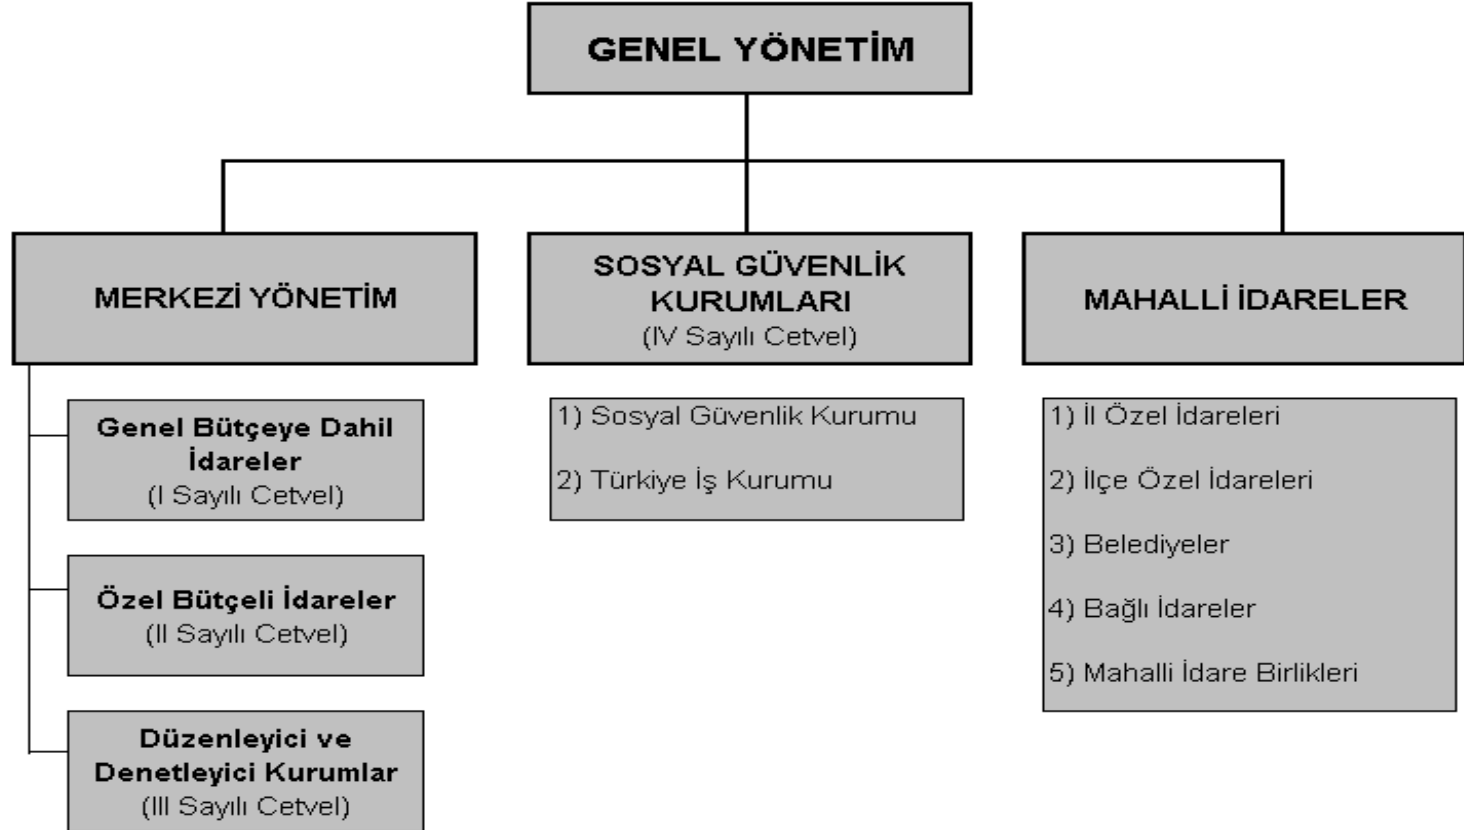 GENEL YÖNETİM
MERKEZİ YÖNETİM
SOSYAL GÜVENLİK
KURUMLARI
(IV Sayılı Cetvel)
MAHALLİ İDARELER
Genel Bütçeye Dahil
İdareler
(I Sayılı Cetvel)
Özel Bütçeli İdareler
(II Sayılı Cetvel)
Düzenleyici ve
Denetleyici Kurumlar
(III Sayılı Cetvel)
1) Sosyal Güvenlik Kurumu
2) Türkiye İş Kurumu
1) İl Özel İdareleri
2) İlçe Özel İdareleri
3) Belediyeler
4) Bağlı İdareler
5) Mahalli İdare Birlikleri